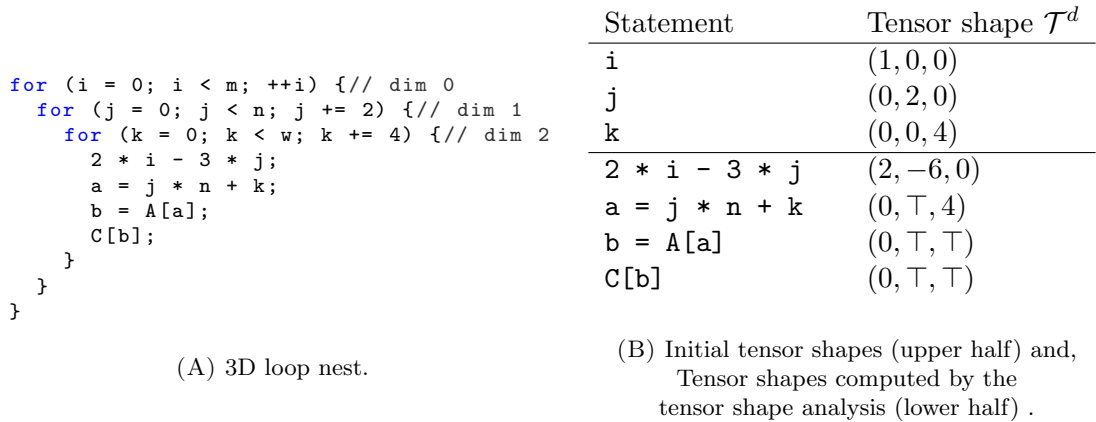 for (i = 0; i < m; ++i) {// dim 0
for (j = 0; j < n; j += 2) {// dim 1
for (k = 0; k < w; k += 4) {// dim 2
2 * i - 3 * j;
a = j * n + k;
b = A[a];
C[b];
}
}
}
(A) 3D loop nest.
Statement Tensor shape 𝒯^d
i (1, 0, 0)
j (0, 2, 0)
k (0, 0, 4)
2 * i - 3 * j (2, −6, 0)
a = j * n + k (0, ⊤, 4)
b = A[a] (0, ⊤, ⊤)
C[b] (0, ⊤, ⊤)
(B) Initial tensor shapes (upper half) and,
Tensor shapes computed by the
tensor shape analysis (lower half) .